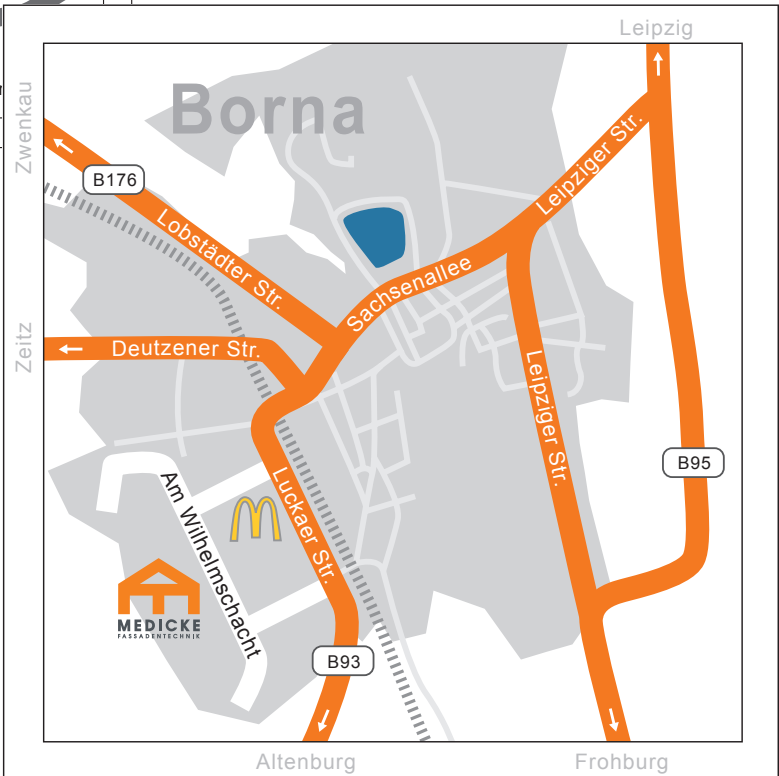 Leipzig
Borna
Zwenkau
B176
Leipziger Str.
Lobstädter Str.
Sachsenallee
Zeitz
Deutzener Str.
Leipziger Str.
B95
Luckaer Str.
Am Wilhelmschacht
MEDICKE
FASSADENTECHNIK
B93
Altenburg
Frohburg